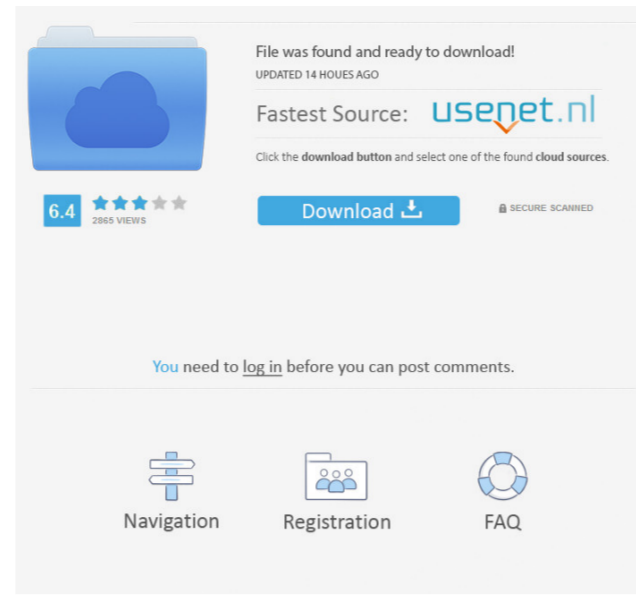 File was found and ready to download!
UPDATED 14 HOUES AGO
Fastest Source: usenet.nl
Click the download button and select one of the found cloud sources.
6.4
2865 VIEWS
Download
SECURE SCANNED
You need to log in before you can post comments.
Navigation
Registration
FAQ